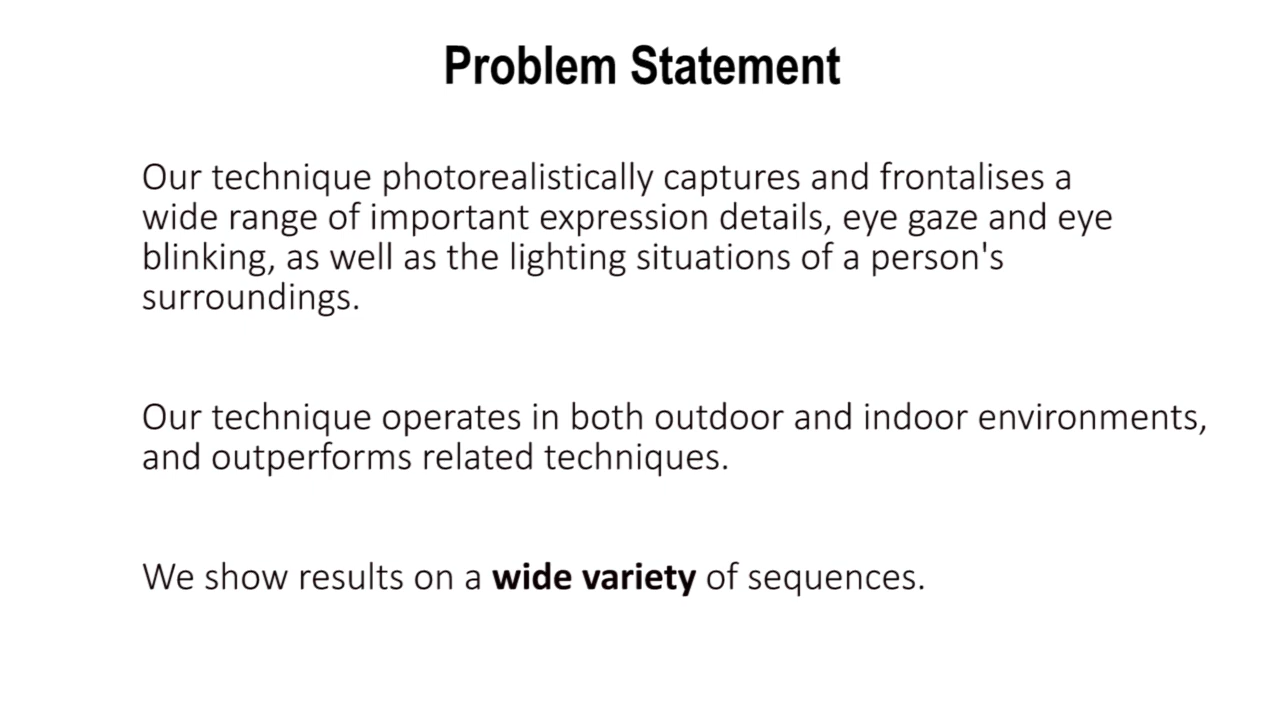 Problem Statement
Our technique photorealistically captures and frontalises a
wide range of important expression details, eye gaze and eye
blinking, as well as the lighting situations of a person's
surroundings.
Our technique operates in both outdoor and indoor environments,
and outperforms related techniques.
We show results on a wide variety of sequences.